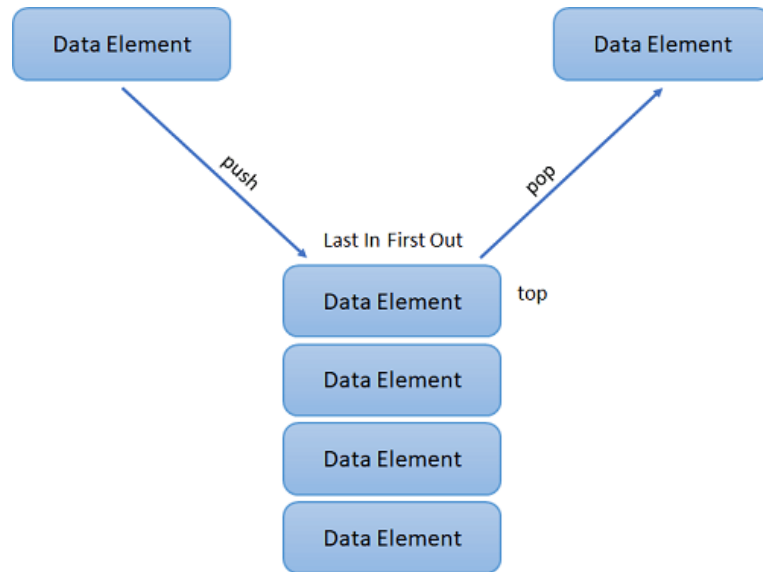 Data Element
Data Element
push
pop
Last In First Out
Data Element
top
Data Element
Data Element
Data Element